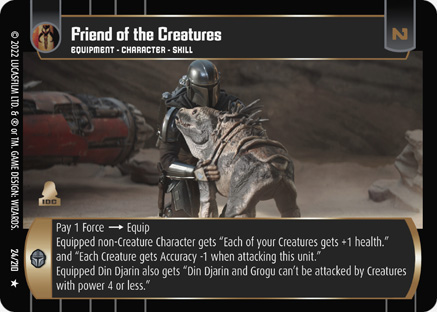 Friend of the Creatures
EQUIPMENT - CHARACTER - SKILL
N
© 2022 LUCASFILM LTD. & ® or TM. GAME DESIGN: WIZARDS.
24/210
IDC
Pay 1 Force → Equip
Equipped non-Creature Character gets “Each of your Creatures gets +1 health.”
and “Each Creature gets Accuracy -1 when attacking this unit.”
Equipped Din Djarin also gets “Din Djarin and Grogu can’t be attacked by Creatures
with power 4 or less.”